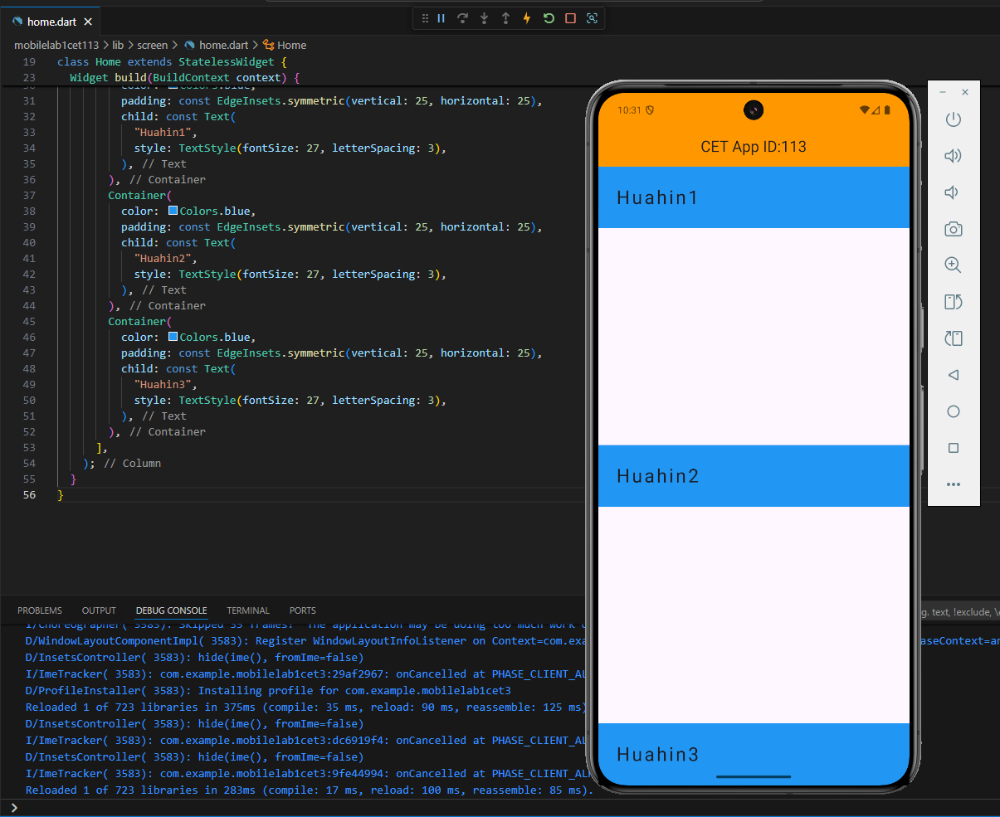 home.dart
mobilelab1cet113 > lib > screen > home.dart > Home
19 class Home extends StatelessWidget {
23 Widget build(BuildContext context) {
30 color: Colors.blue,
31 padding: const EdgeInsets.symmetric(vertical: 25, horizontal: 25),
32 child: const Text(
33 "Huahin1",
34 style: TextStyle(fontSize: 27, letterSpacing: 3),
35 ), // Text
36 ), // Container
37 Container(
38 color: Colors.blue,
39 padding: const EdgeInsets.symmetric(vertical: 25, horizontal: 25),
40 child: const Text(
41 "Huahin2",
42 style: TextStyle(fontSize: 27, letterSpacing: 3),
43 ), // Text
44 ), // Container
45 Container(
46 color: Colors.blue,
47 padding: const EdgeInsets.symmetric(vertical: 25, horizontal: 25),
48 child: const Text(
49 "Huahin3",
50 style: TextStyle(fontSize: 27, letterSpacing: 3),
51 ), // Text
52 ), // Container
53 ],
54 ); // Column
55 }
56 }
10:31
CET App ID:113
Huahin1
Huahin2
Huahin3
PROBLEMS OUTPUT DEBUG CONSOLE TERMINAL PORTS
g. text, !exclude,
I/Choreographer( 3583): Skipped 35 frames! The application may be doing too much work
D/WindowLayoutComponentImpl( 3583): Register WindowLayoutInfoListener on Context=com.exa aseContext=an
D/InsetsController( 3583): hide(ime(), fromIme=false)
I/ImeTracker( 3583): com.example.mobilelab1cet3:29af2967: onCancelled at PHASE_CLIENT_AL
D/ProfileInstaller( 3583): Installing profile for com.example.mobilelab1cet3
Reloaded 1 of 723 libraries in 375ms (compile: 35 ms, reload: 90 ms, reassemble: 125 ms)
D/InsetsController( 3583): hide(ime(), fromIme=false)
I/ImeTracker( 3583): com.example.mobilelab1cet3:dc6919f4: onCancelled at PHASE_CLIENT_AL
D/InsetsController( 3583): hide(ime(), fromIme=false)
I/ImeTracker( 3583): com.example.mobilelab1cet3:9fe44994: onCancelled at PHASE_CLIENT_AL
Reloaded 1 of 723 libraries in 283ms (compile: 17 ms, reload: 100 ms, reassemble: 85 ms).